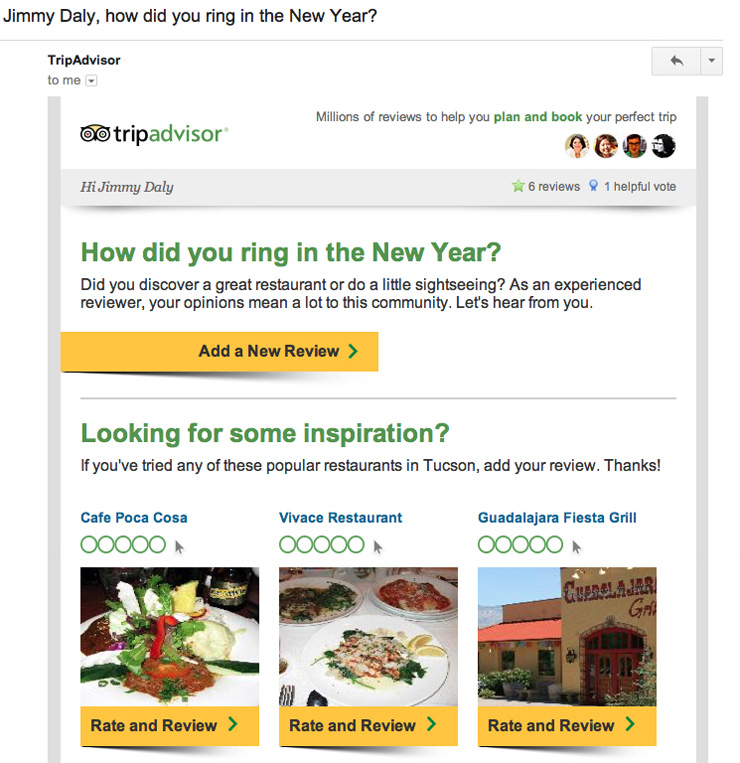 Jimmy Daly, how did you ring in the New Year?
TripAdvisor
to me
Millions of reviews to help you plan and book your perfect trip
tripadvisor®
Hi Jimmy Daly
6 reviews 1 helpful vote
How did you ring in the New Year?
Did you discover a great restaurant or do a little sightseeing? As an experienced
reviewer, your opinions mean a lot to this community. Let's hear from you.
Add a New Review
Looking for some inspiration?
If you've tried any of these popular restaurants in Tucson, add your review. Thanks!
Cafe Poca Cosa Vivace Restaurant Guadalajara Fiesta Grill
GUADALAJARA
Gri
Rate and Review Rate and Review Rate and Review